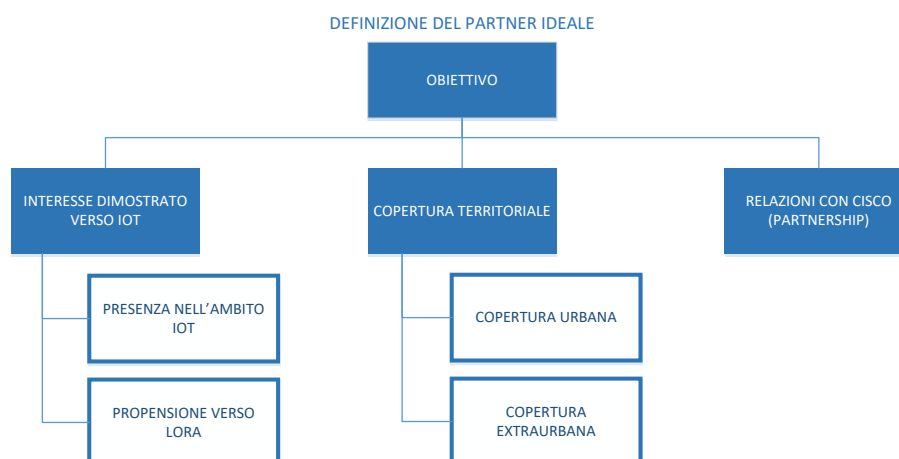 DEFINIZIONE DEL PARTNER IDEALE
OBIETTIVO
INTERESSE DIMOSTRATO
VERSO IOT
COPERTURA TERRITORIALE
RELAZIONI CON CISCO
(PARTNERSHIP)
PRESENZA NELL’AMBITO
IOT
COPERTURA URBANA
PROPENSIONE VERSO
LORA
COPERTURA
EXTRAURBANA